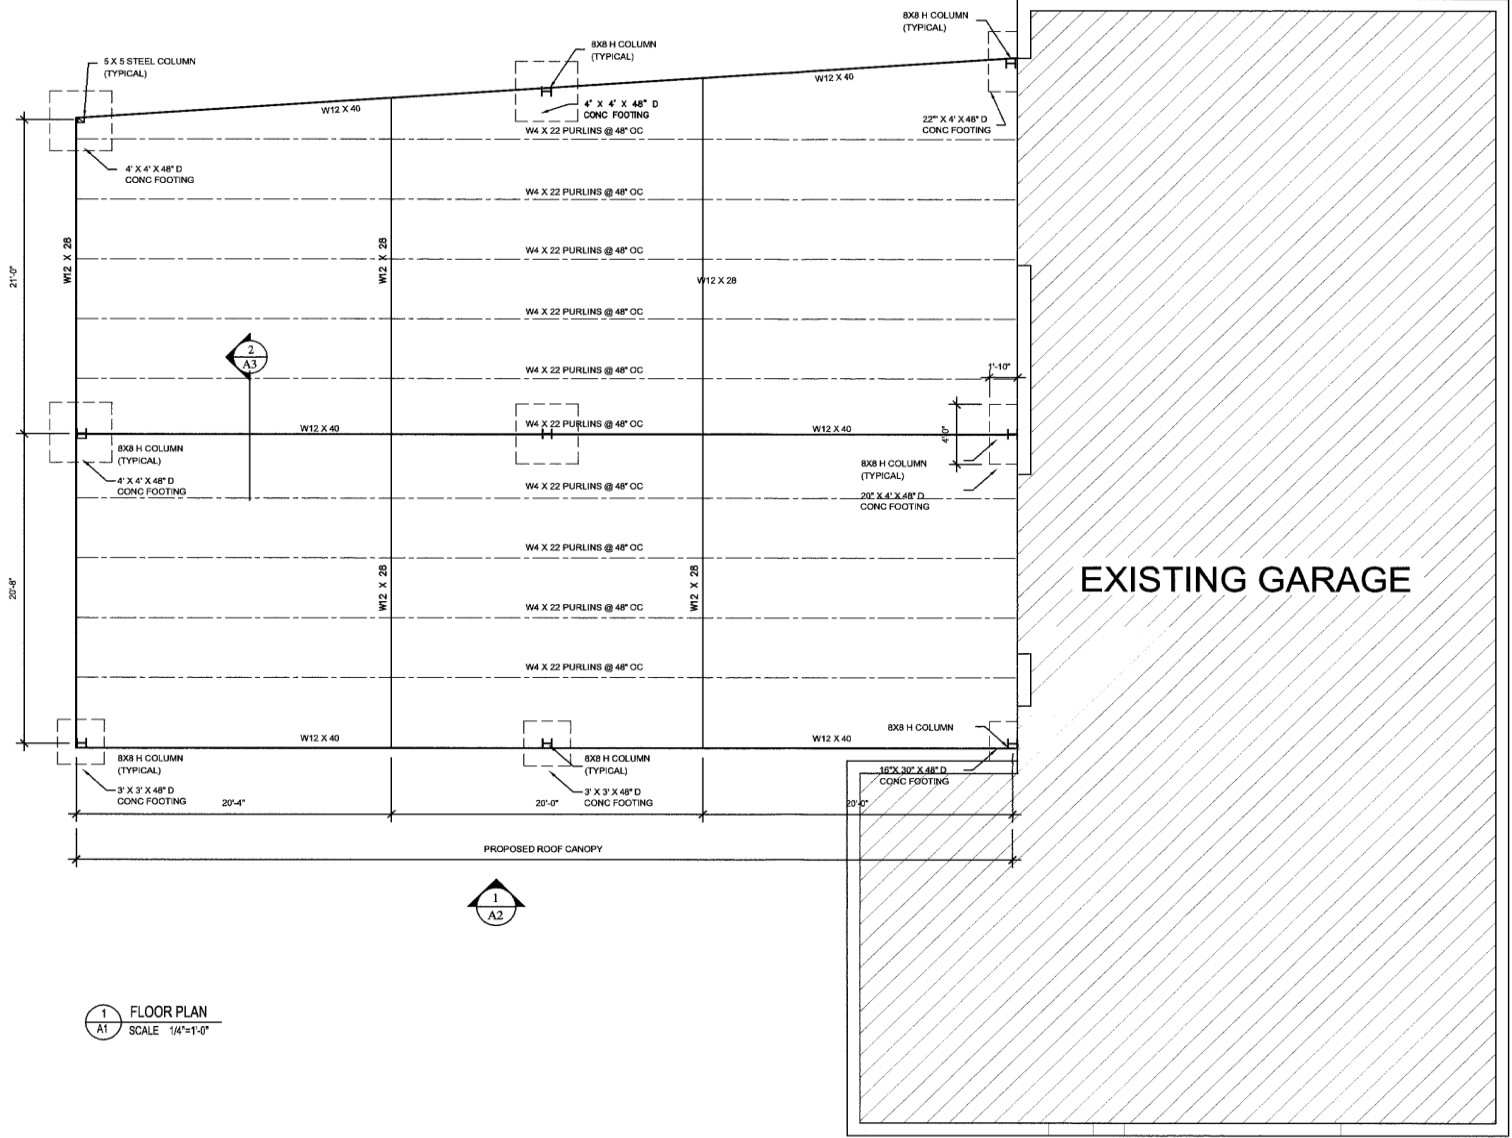 8X8 H COLUMN
(TYPICAL)
8X8 H COLUMN
(TYPICAL)
5 X 5 STEEL COLUMN
(TYPICAL)
W12 X 40
W12 X 40
4' X 4' X 48" D
CONC FOOTING
22"' X 4' X 48" D
CONC FOOTING
W4 X 22 PURLINS @ 48" OC
4' X 4' X 48" D
CONC FOOTING
W4 X 22 PURLINS @ 48" OC
W12 X 28
W12 X 28
W4 X 22 PURLINS @ 48" OC
21'-0"
W12 X 28
W4 X 22 PURLINS @ 48" OC
2
A3
W4 X 22 PURLINS @ 48" OC
1'-10"
W12 X 40
W4 X 22 PURLINS @ 48" OC
W12 X 40
4'-0"
8X8 H COLUMN
(TYPICAL)
8X8 H COLUMN
(TYPICAL)
4' X 4' X 48" D
CONC FOOTING
W4 X 22 PURLINS @ 48" OC
20" X 4' X 48" D
CONC FOOTING
W4 X 22 PURLINS @ 48" OC
20'-8"
W12 X 28
W12 X 28
EXISTING GARAGE
W4 X 22 PURLINS @ 48" OC
W4 X 22 PURLINS @ 48" OC
8X8 H COLUMN
W12 X 40
W12 X 40
8X8 H COLUMN
(TYPICAL)
8X8 H COLUMN
(TYPICAL)
16"X 30" X 48" D
CONC FOOTING
3' X 3' X 48" D
CONC FOOTING
3' X 3' X 48" D
CONC FOOTING
20'-4"
20'-0"
20'-0"
PROPOSED ROOF CANOPY
1
A2
1
A1
FLOOR PLAN
SCALE 1/4"=1'-0"